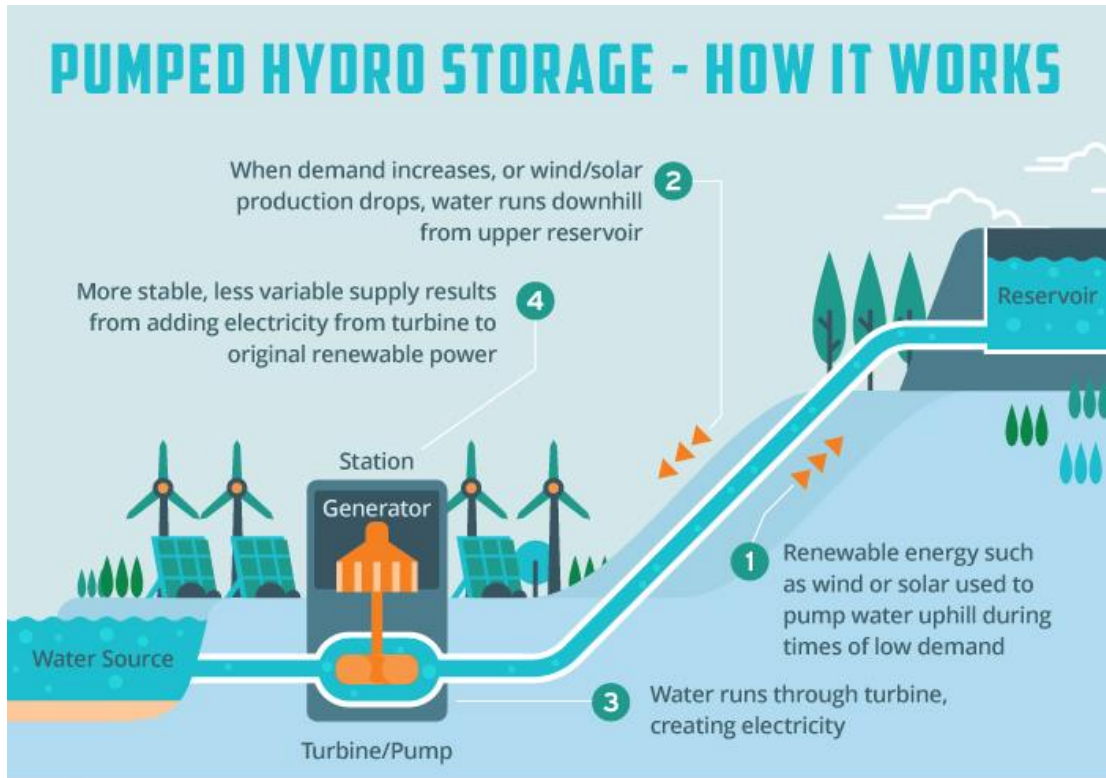 PUMPED HYDRO STORAGE - HOW IT WORKS
When demand increases, or wind/solar
production drops, water runs downhill
from upper reservoir
2
More stable, less variable supply results
from adding electricity from turbine to
original renewable power
4
Reservoir
Station
Generator
1
Renewable energy such
as wind or solar used to
pump water uphill during
times of low demand
Water Source
3
Water runs through turbine,
creating electricity
Turbine/Pump